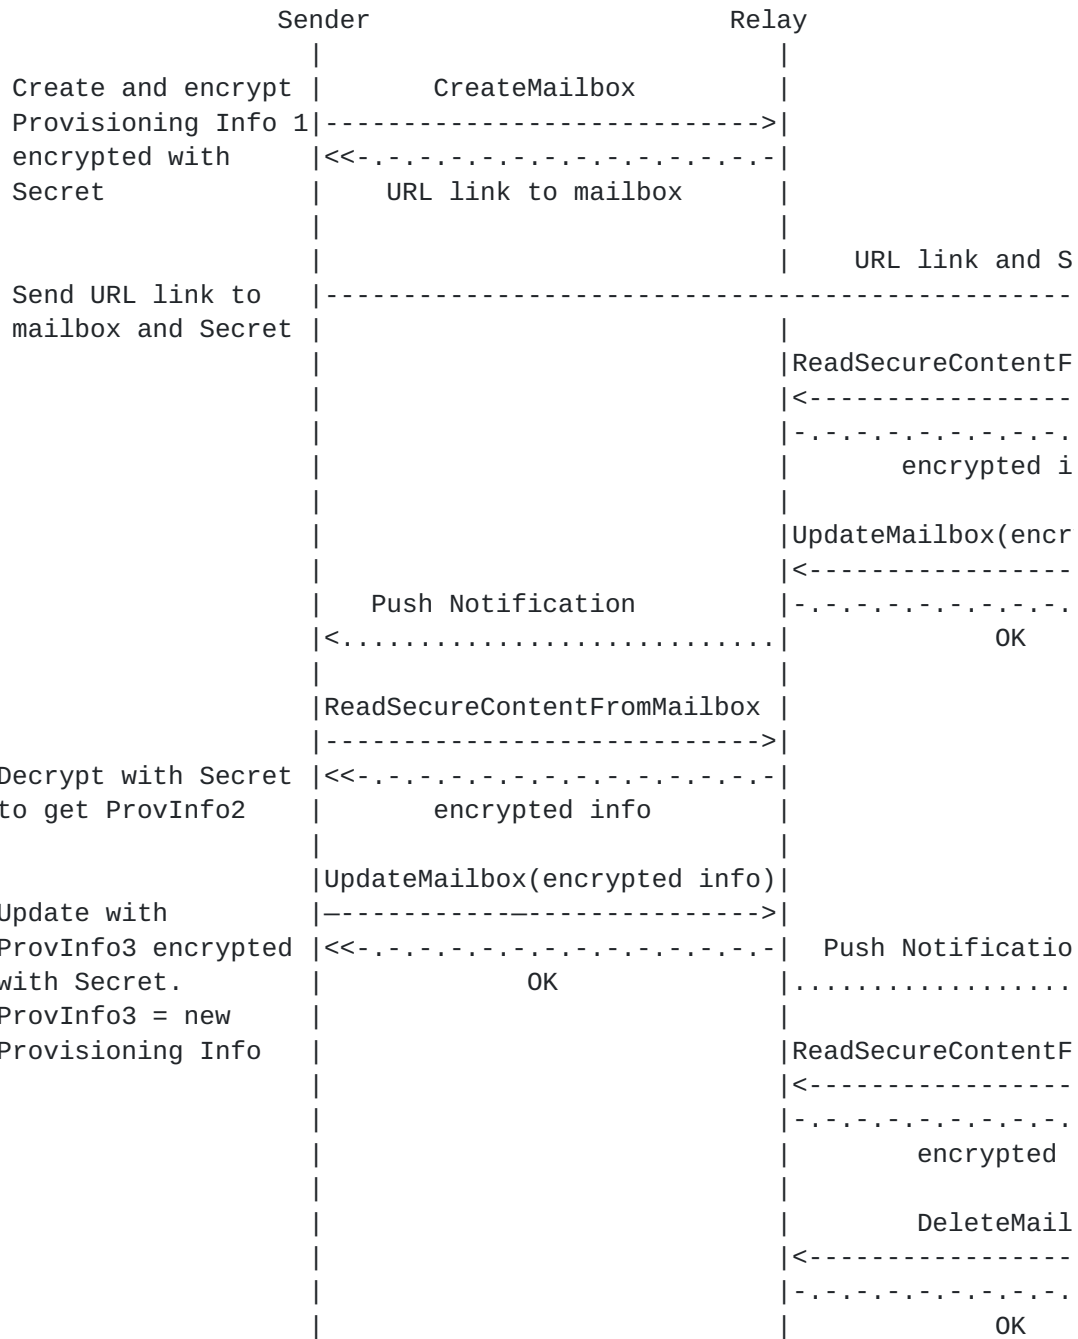 Sender Relay
| |
Create and encrypt | CreateMailbox |
Provisioning Info 1|---------------------------->|
encrypted with |<<-.-.-.-.-.-.-.-.-.-.-.-.-.-|
Secret | URL link to mailbox |
| |
| | URL link and S
Send URL link to |------------------------------------------------
mailbox and Secret | |
| |ReadSecureContentF
| |<-----------------
| |-.-.-.-.-.-.-.-.-.
| | encrypted i
| |
| |UpdateMailbox(encr
| |<-----------------
| Push Notification |-.-.-.-.-.-.-.-.-.
|<............................| OK
| |
|ReadSecureContentFromMailbox |
|---------------------------->|
Decrypt with Secret |<<-.-.-.-.-.-.-.-.-.-.-.-.-.-|
to get ProvInfo2 | encrypted info |
| |
|UpdateMailbox(encrypted info)|
Update with |—-----------—--------------->|
ProvInfo3 encrypted |<<-.-.-.-.-.-.-.-.-.-.-.-.-.-| Push Notificatio
with Secret. | OK |..................
ProvInfo3 = new | |
Provisioning Info | |ReadSecureContentF
| |<-----------------
| |-.-.-.-.-.-.-.-.-.
| | encrypted
| |
| | DeleteMail
| |<-----------------
| |-.-.-.-.-.-.-.-.-.
| | OK